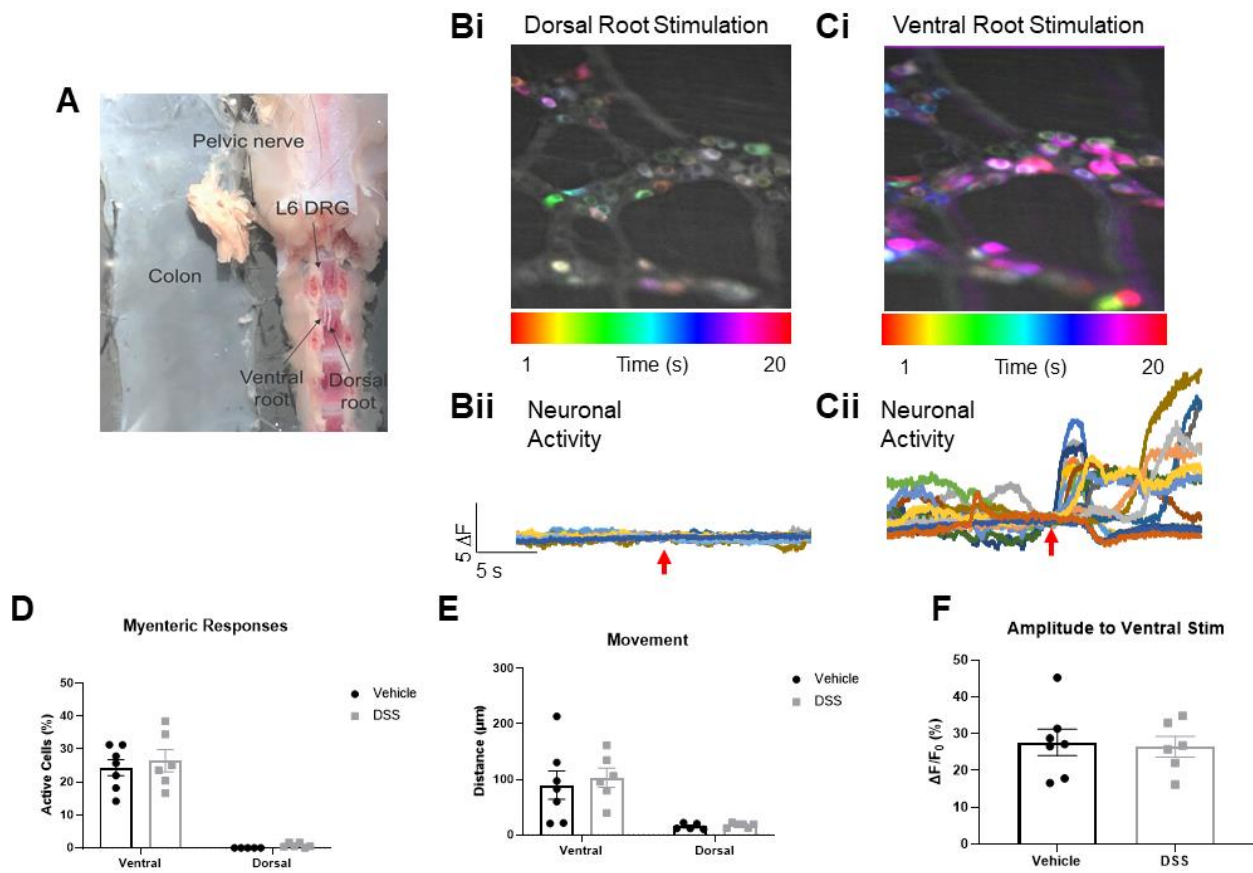 A
Pelvic nerve
L6 DRG
Colon
Ventral
root
Dorsal
root
Bi
Dorsal Root Stimulation
1
Time (s)
20
Ci
Ventral Root Stimulation
1
Time (s)
20
Bii
Neuronal
Activity
5 ΔF
5 s
Cii
Neuronal
Activity
D
Myenteric Responses
Active Cells (%)
50
40
30
20
10
0
Ventral
Dorsal
Vehicle
DSS
E
Movement
Distance (µm)
300
200
100
0
Ventral
Dorsal
Vehicle
DSS
F
Amplitude to Ventral Stim
ΔF/F₀ (%)
50
40
30
20
10
0
Vehicle
DSS